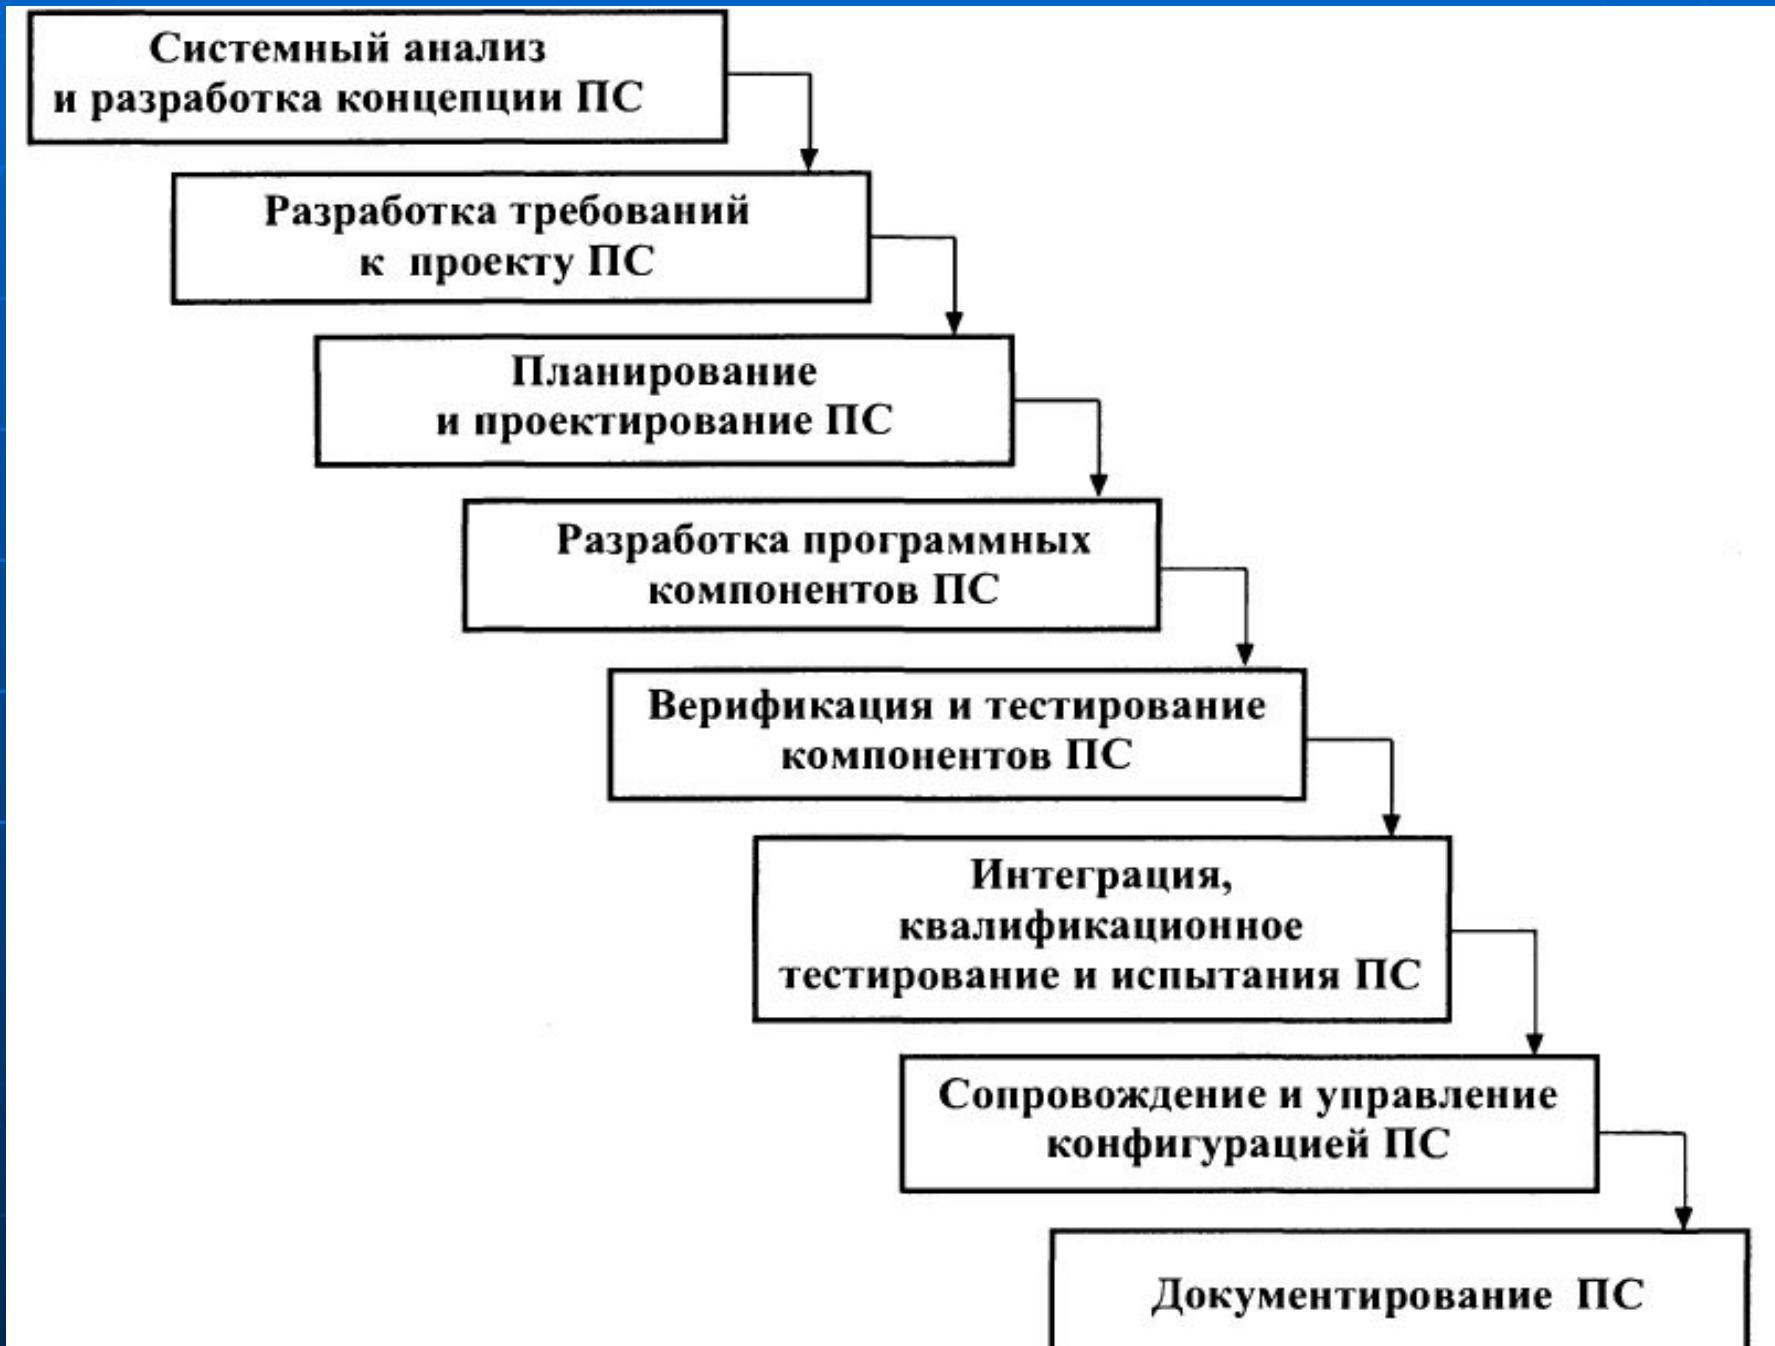 Системный анализ
и разработка концепции ПС
Разработка требований
к проекту ПС
Планирование
и проектирование ПС
Разработка программных
компонентов ПС
Верификация и тестирование
компонентов ПС
Интеграция,
квалификационное
тестирование и испытания ПС
Сопровождение и управление
конфигурацией ПС
Документирование ПС